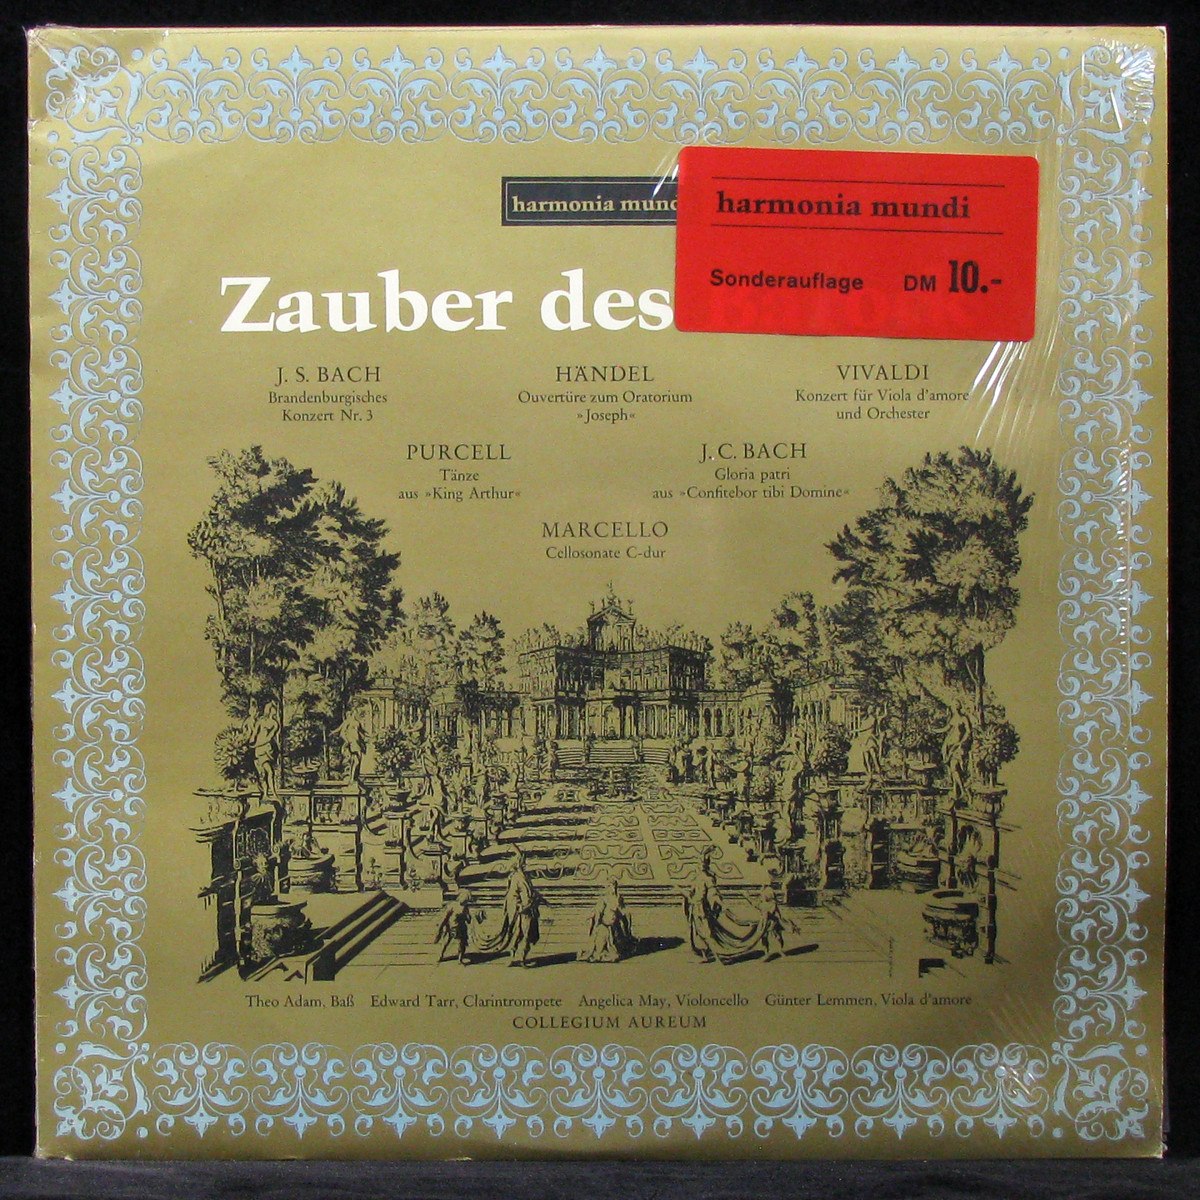 harmonia mund
harmonia mundi
Sonderauflage DM 10.-
Zauber des
J. S. BACH
Brandenburgisches
Konzert Nr. 3
HÄNDEL
Ouvertüre zum Oratorium
»Joseph«
VIVALDI
Konzert für Viola d'amore
und Orchester
PURCELL
Tänze
aus »King Arthur«
J. C. BACH
Gloria patri
aus »Confitebor tibi Domine«
MARCELLO
Cellosonate C-dur
Theo Adam, Baß Edward Tarr, Clarintrompete Angelica May, Violoncello Günter Lemmen, Viola d'amore
COLLEGIUM AUREUM